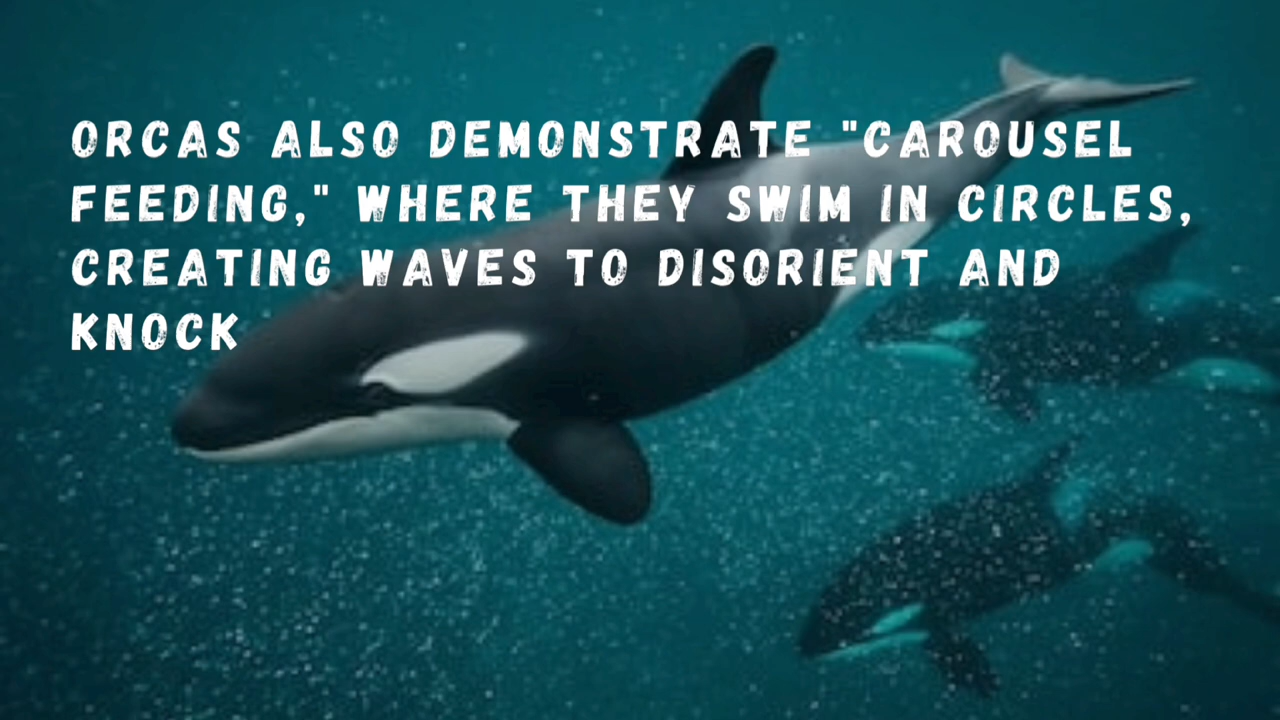 ORCAS ALSO DEMONSTRATE "CAROUSEL
FEEDING," WHERE THEY SWIM IN CIRCLES,
CREATING WAVES TO DISORIENT AND
KNOCK